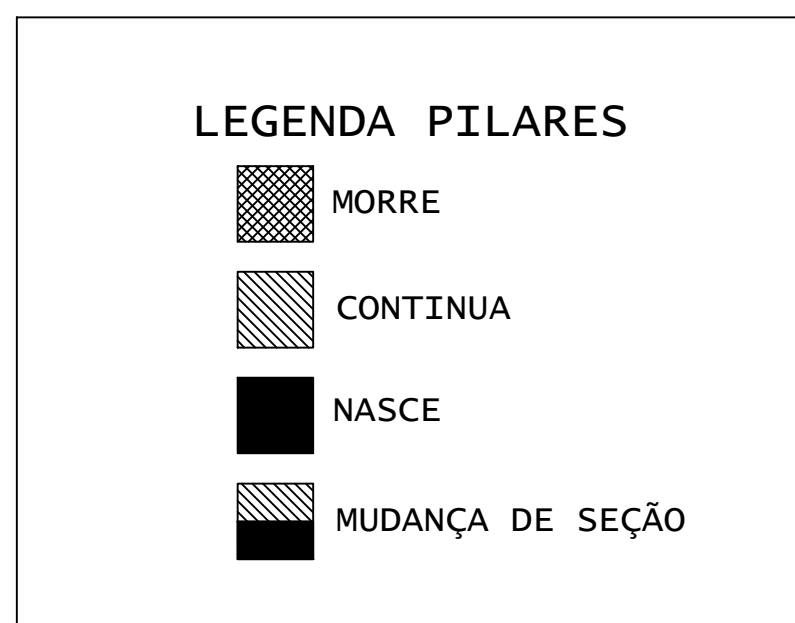 LEGENDA PILARES
MORRE
CONTINUA
NASCE
MUDANÇA DE SEÇÃO